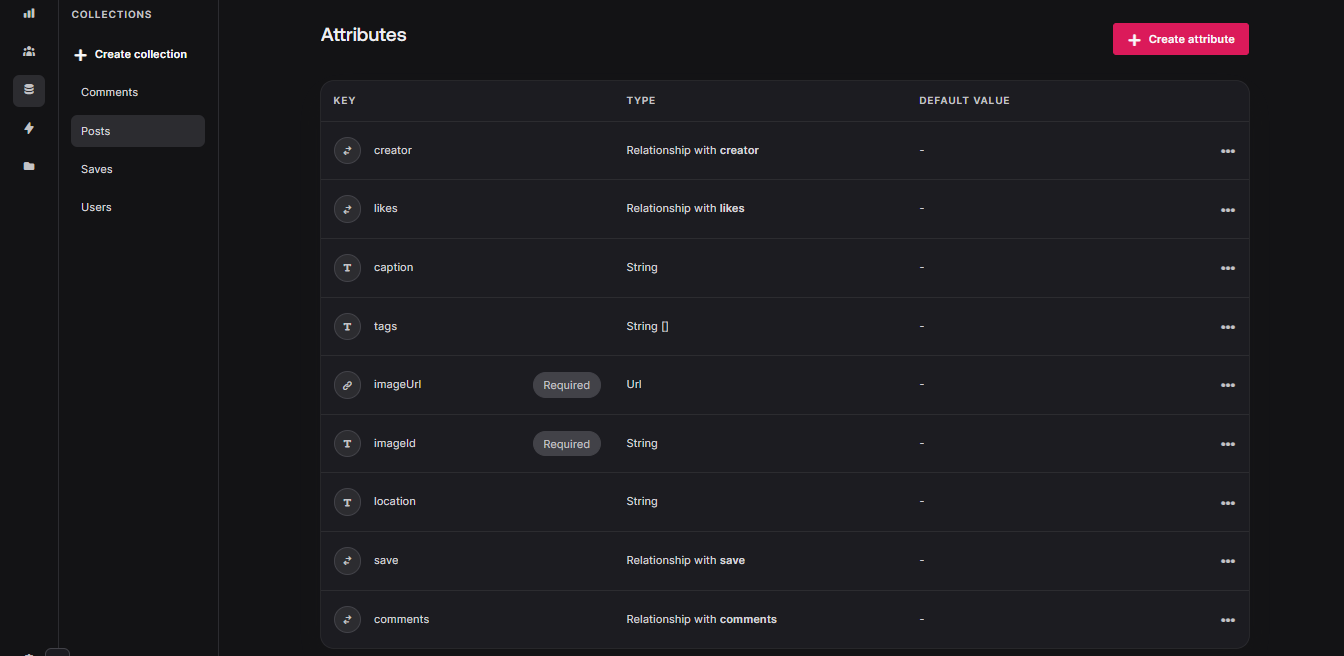 COLLECTIONS
Create collection
Comments
Posts
Saves
Users
Attributes
Create attribute
KEY TYPE DEFAULT VALUE
creator Relationship with creator -
likes Relationship with likes -
caption String -
tags String [] -
imageUrl Required Url -
imageId Required String -
location String -
save Relationship with save -
comments Relationship with comments -